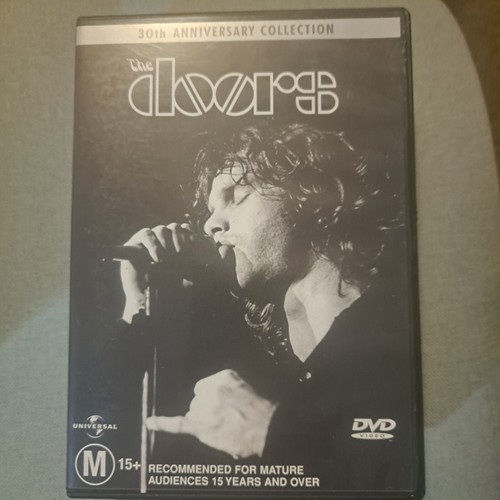 30th ANNIVERSARY COLLECTION
the
doors
UNIVERSAL
DVD
VIDEO
M 15+
RECOMMENDED FOR MATURE
AUDIENCES 15 YEARS AND OVER